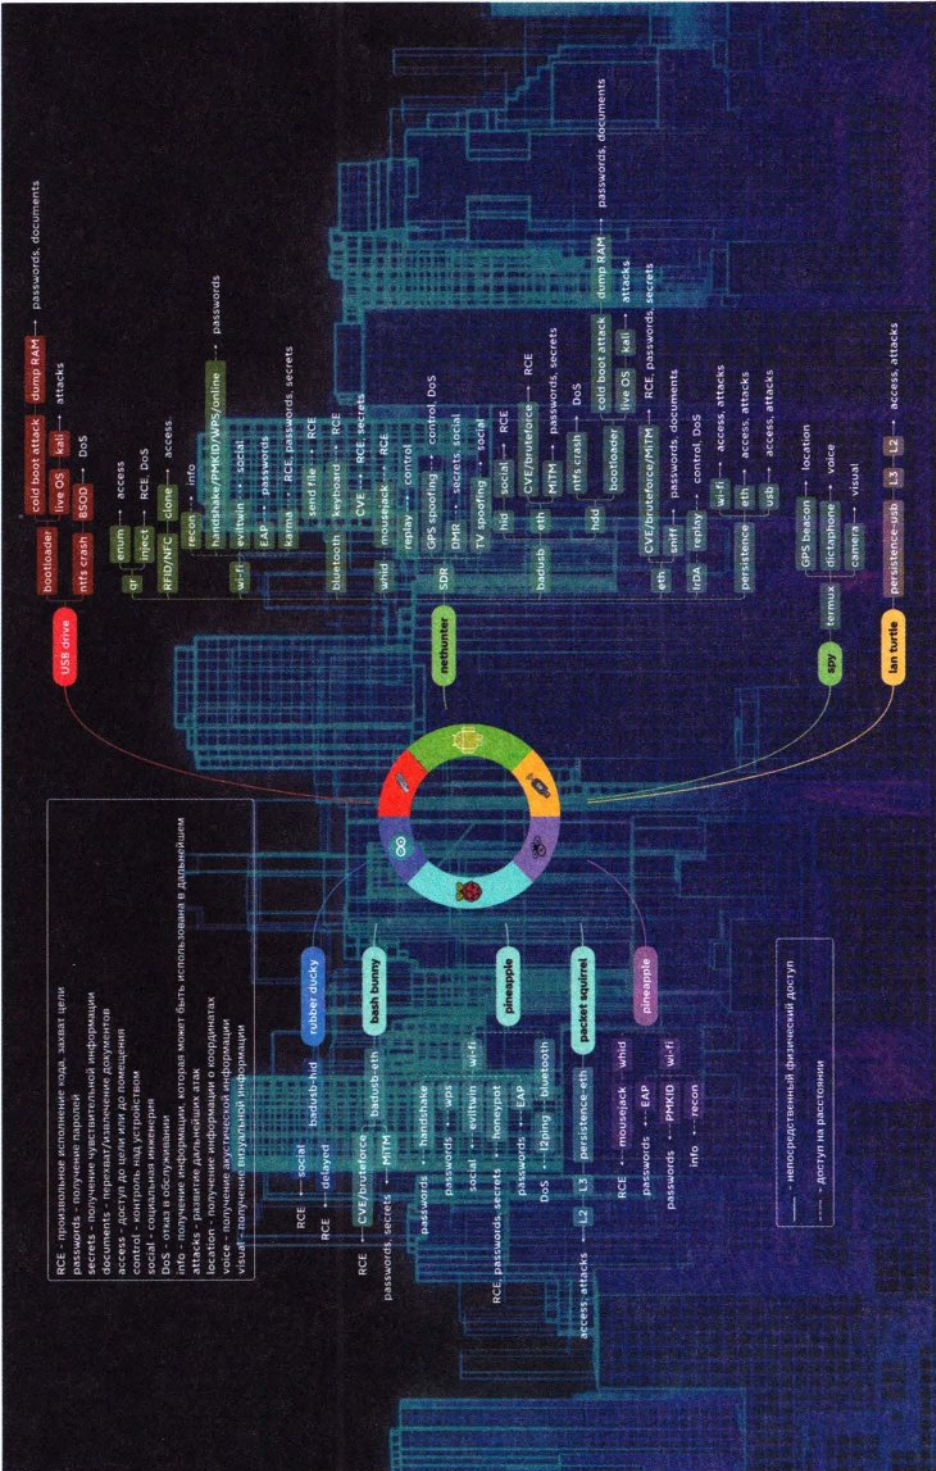 RCE - произвольное исполнение кода, захват цели
passwords - получение паролей
secrets - получение чувствительной информации
documents - перехват/извлечение документов
access - доступ до цели или до помещения
control - контроль над устройством
social - социальная инженерия
DoS - отказ в обслуживании
info - получение информации, которая может быть использована в дальнейшем
attacks - развитие дальнейших атак
location - получение информации о координатах
voice - получение акустической информации
visual - получение визуальной информации
USB drive
bootloader
cold boot attack
dump RAM
passwords, documents
live OS
kali
attacks
ntfs crash
BSOD
DoS
nethunter
qr
enum
access
inject
RCE, DoS
RFID/NFC
clone
access
wi-fi
recon
info
handshake/PMKID/WPS/online
passwords
eviltwin
social
EAP
passwords
karma
RCE, passwords, secrets
bluetooth
send file
RCE
keyboard
RCE
CVE
RCE, secrets
whid
mousejack
RCE
SDR
replay
control
GPS spoofing
control, DoS
DMR
secrets, social
TV spoofing
social
badusb
hid
social
RCE
eth
CVE/bruteforce
RCE
MiTM
passwords, secrets
hdd
ntfs crash
DoS
bootloader
cold boot attack
dump RAM
passwords, documents
live OS
kali
attacks
eth
CVE/bruteforce/MiTM
RCE, passwords, secrets
sniff
passwords, documents
IrDA
replay
control, DoS
persistence
wi-fi
access, attacks
eth
access, attacks
usb
access, attacks
spy
termux
GPS beacon
location
dictaphone
voice
camera
visual
lan turtle
persistence-usb
L3
L2
access, attacks
rubber ducky
badusb-hid
social
RCE
delayed
RCE
bash bunny
badusb-eth
CVE/bruteforce
RCE
MiTM
passwords, secrets
pineapple
wi-fi
handshake
passwords
wps
passwords
eviltwin
social
honeypot
RCE, passwords, secrets
EAP
passwords
bluetooth
l2ping
DoS
packet squirrel
persistence-eth
L3
L2
access, attacks
pineapple
whid
mousejack
RCE
wi-fi
EAP
passwords
PMKID
passwords
recon
info
- непосредственный физический доступ
- доступ на расстоянии